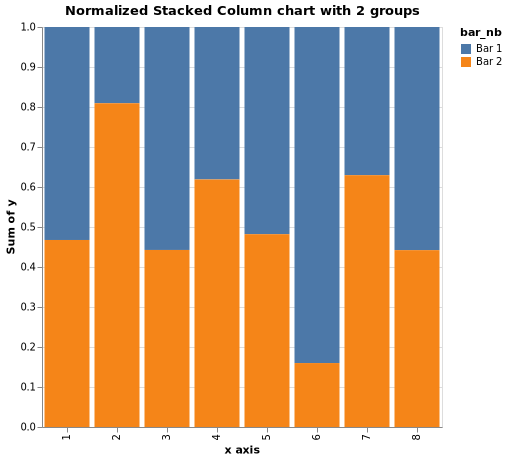 Normalized Stacked Column chart with 2 groups
bar_nb
Bar 1
Bar 2
Sum of y
1.0
0.9
0.8
0.7
0.6
0.5
0.4
0.3
0.2
0.1
0.0
1 2 3 4 5 6 7 8
x axis